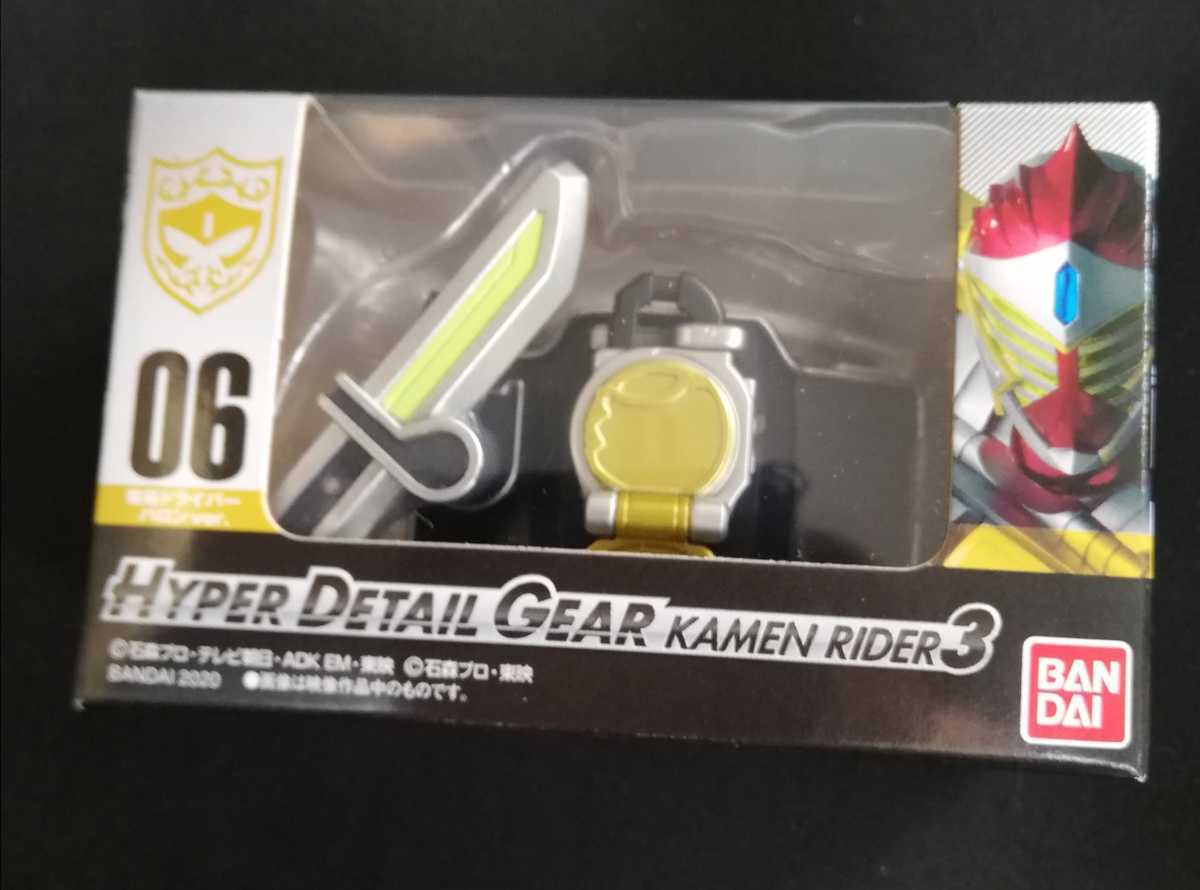 06
戦極ドライバー
バロンver.
HYPER DETAIL GEAR KAMEN RIDER 3
©石森プロ・テレビ朝日・ADK EM・東映 ©石森プロ・東映
BANDAI 2020 ●画像は映像作品中のものです。
BAN
DAI